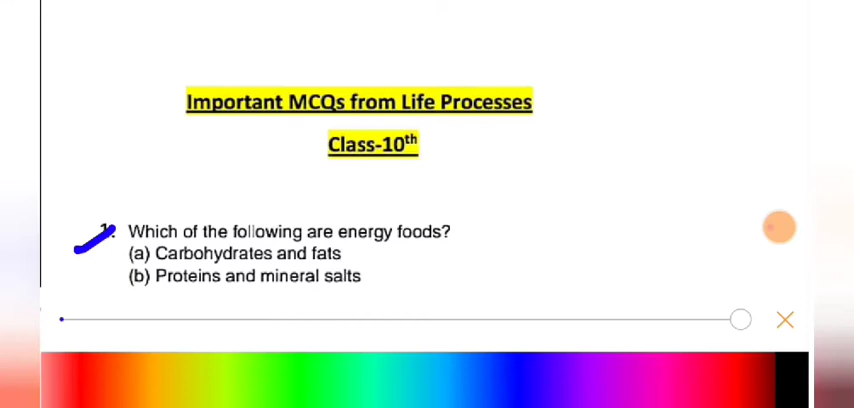 Important MCQs from Life Processes
Class-10th
1. Which of the following are energy foods?
(a) Carbohydrates and fats
(b) Proteins and mineral salts